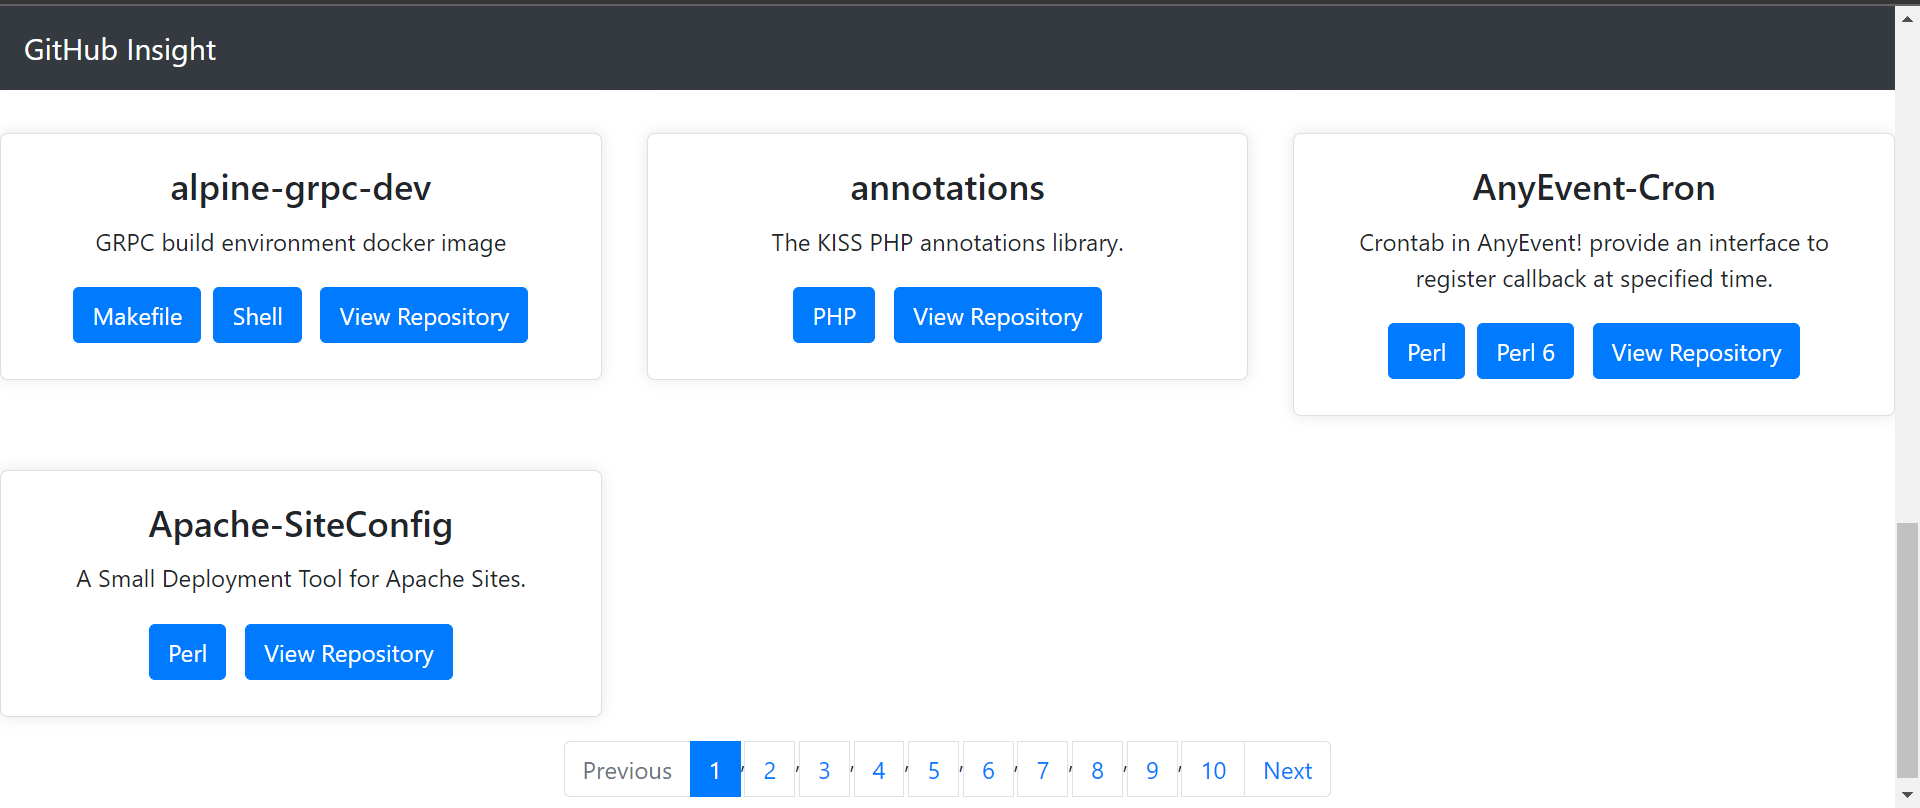 GitHub Insight
alpine-grpc-dev
GRPC build environment docker image
Makefile Shell View Repository
annotations
The KISS PHP annotations library.
PHP View Repository
AnyEvent-Cron
Crontab in AnyEvent! provide an interface to
register callback at specified time.
Perl Perl 6 View Repository
Apache-SiteConfig
A Small Deployment Tool for Apache Sites.
Perl View Repository
Previous 1 , 2 , 3 , 4 , 5 , 6 , 7 , 8 , 9 , 10 Next